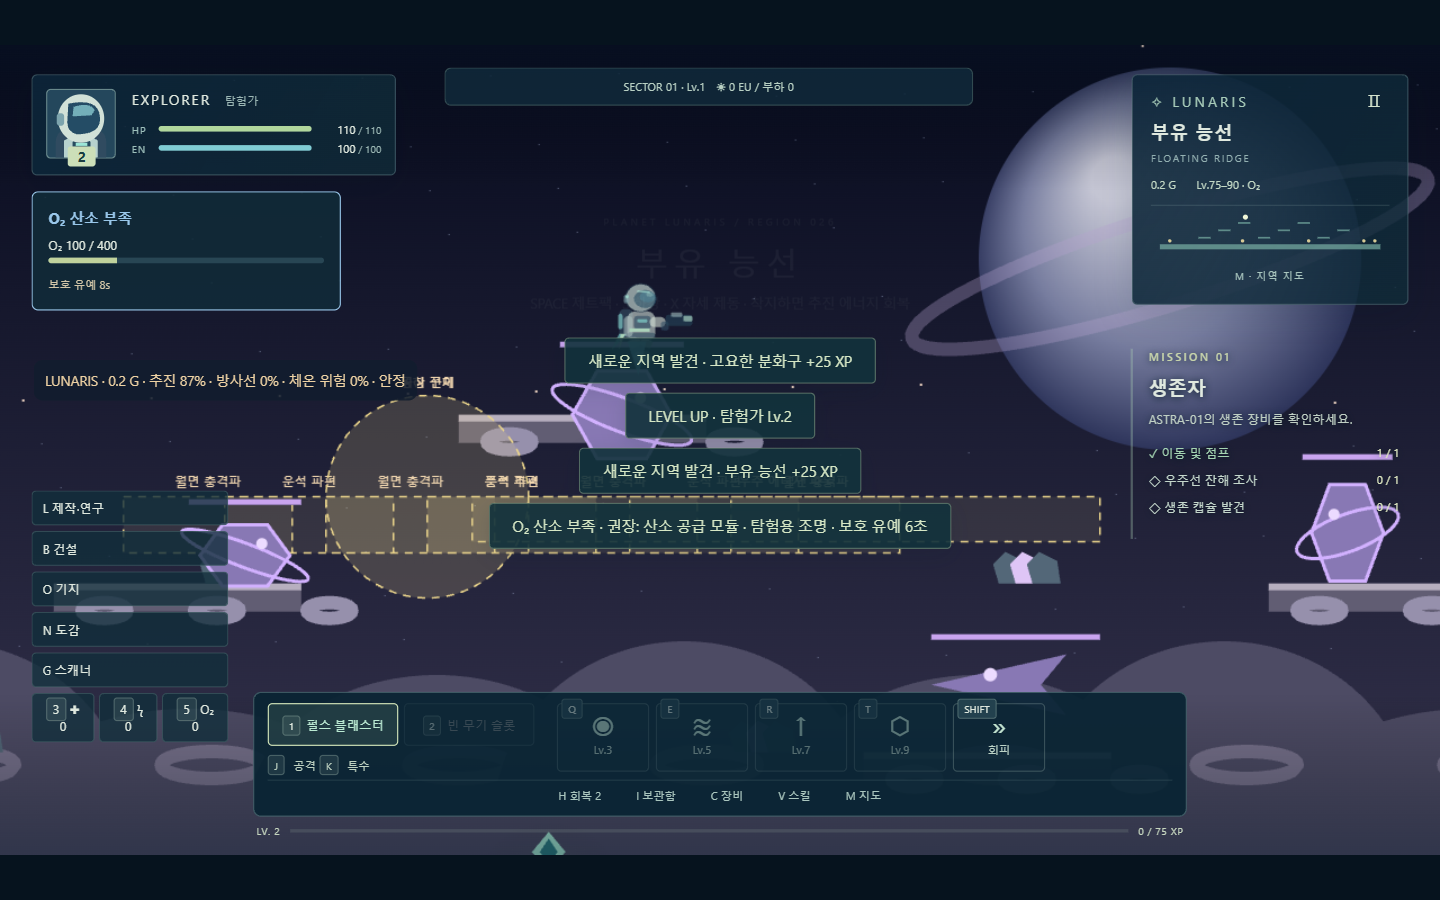 EXPLORER 탐험가
HP 110 / 110
EN 100 / 100
2
SECTOR 01 · Lv.1 ☀ 0 EU / 부하 0
✧ LUNARIS II
부유 능선
FLOATING RIDGE
0.2 G Lv.75–90 · O₂
M · 지역 지도
O₂ 산소 부족
O₂ 100 / 400
보호 유예 8s
부유 능선
LUNARIS · 0.2 G · 추진 87% · 방사선 0% · 체온 위험 0% · 안정
새로운 지역 발견 · 고요한 분화구 +25 XP
LEVEL UP · 탐험가 Lv.2
새로운 지역 발견 · 부유 능선 +25 XP
O₂ 산소 부족 · 권장: 산소 공급 모듈 · 탐험용 조명 · 보호 유예 6초
MISSION 01
생존자
ASTRA-01의 생존 장비를 확인하세요.
✓ 이동 및 점프 1 / 1
◇ 우주선 잔해 조사 0 / 1
◇ 생존 캡슐 발견 0 / 1
월면 충격파 운석 파편 월면 충격파
L 제작·연구
B 건설
O 기지
N 도감
G 스캐너
3 ✚ 0
4 0
5 O₂ 0
1 펄스 블래스터
2 빈 무기 슬롯
J 공격 K 특수
Q Lv.3
E Lv.5
R Lv.7
T Lv.9
SHIFT » 회피
H 회복 2 I 보관함 C 장비 V 스킬 M 지도
LV. 2 0 / 75 XP